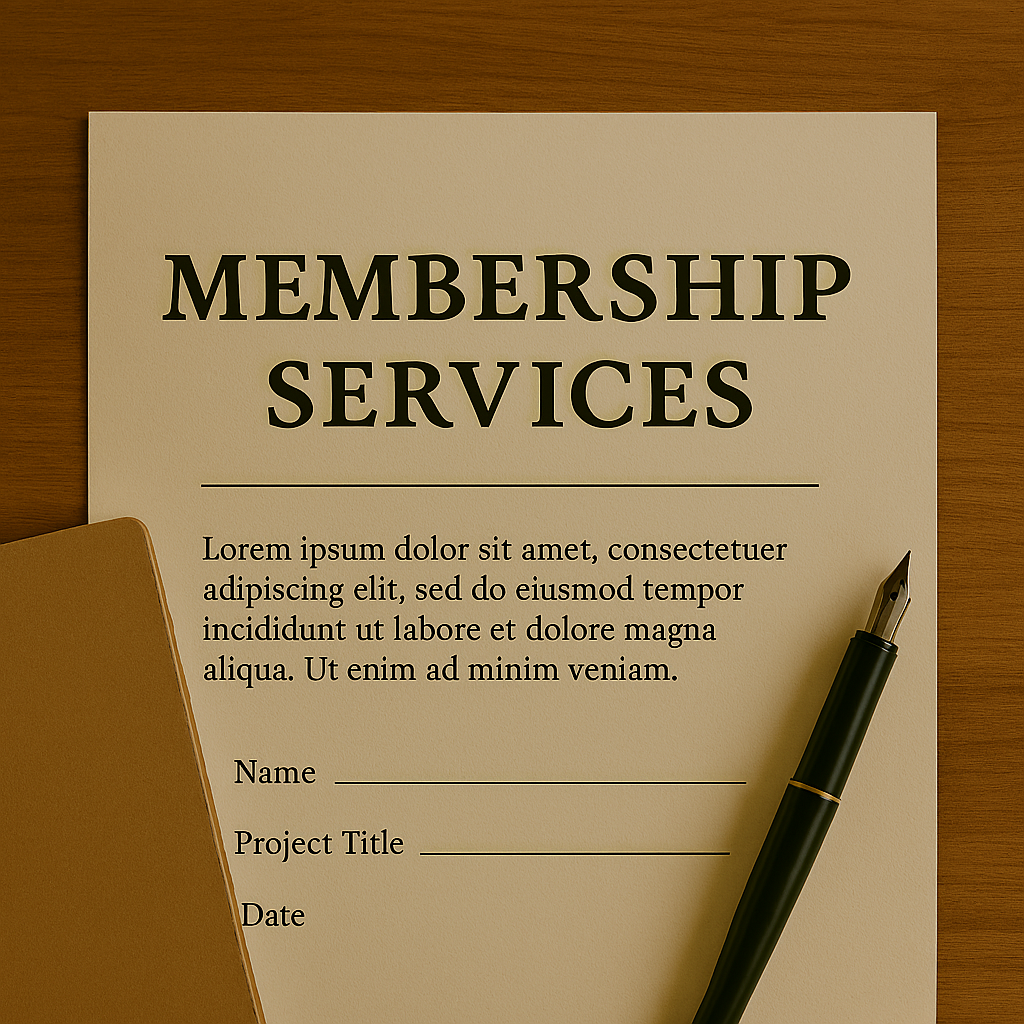 MEMBERSHIP
SERVICES
Lorem ipsum dolor sit amet, consectetuer
adipiscing elit, sed do eiusmod tempor
incididunt ut labore et dolore magna
aliqua. Ut enim ad minim veniam.
Name
Project Title
Date